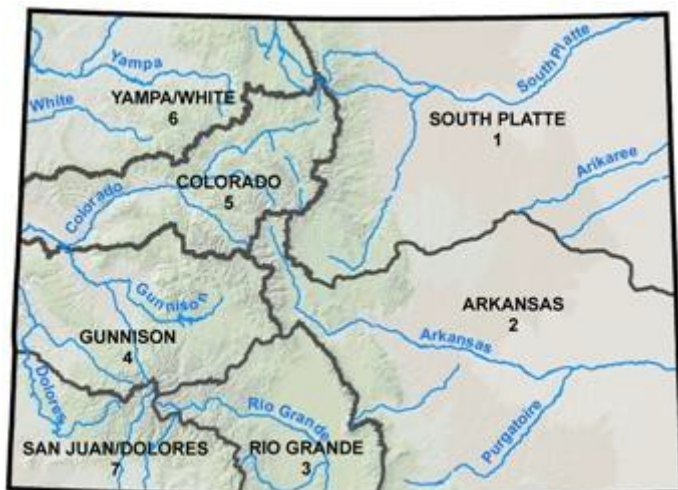 Yampa
South Platte
White
YAMPA/WHITE
6
SOUTH PLATTE
1
Arikaree
COLORADO
5
Colorado
Gunnison
ARKANSAS
2
GUNNISON
4
Arkansas
Dolores
Rio Grande
Purgatoire
SAN JUAN/DOLORES
7
RIO GRANDE
3